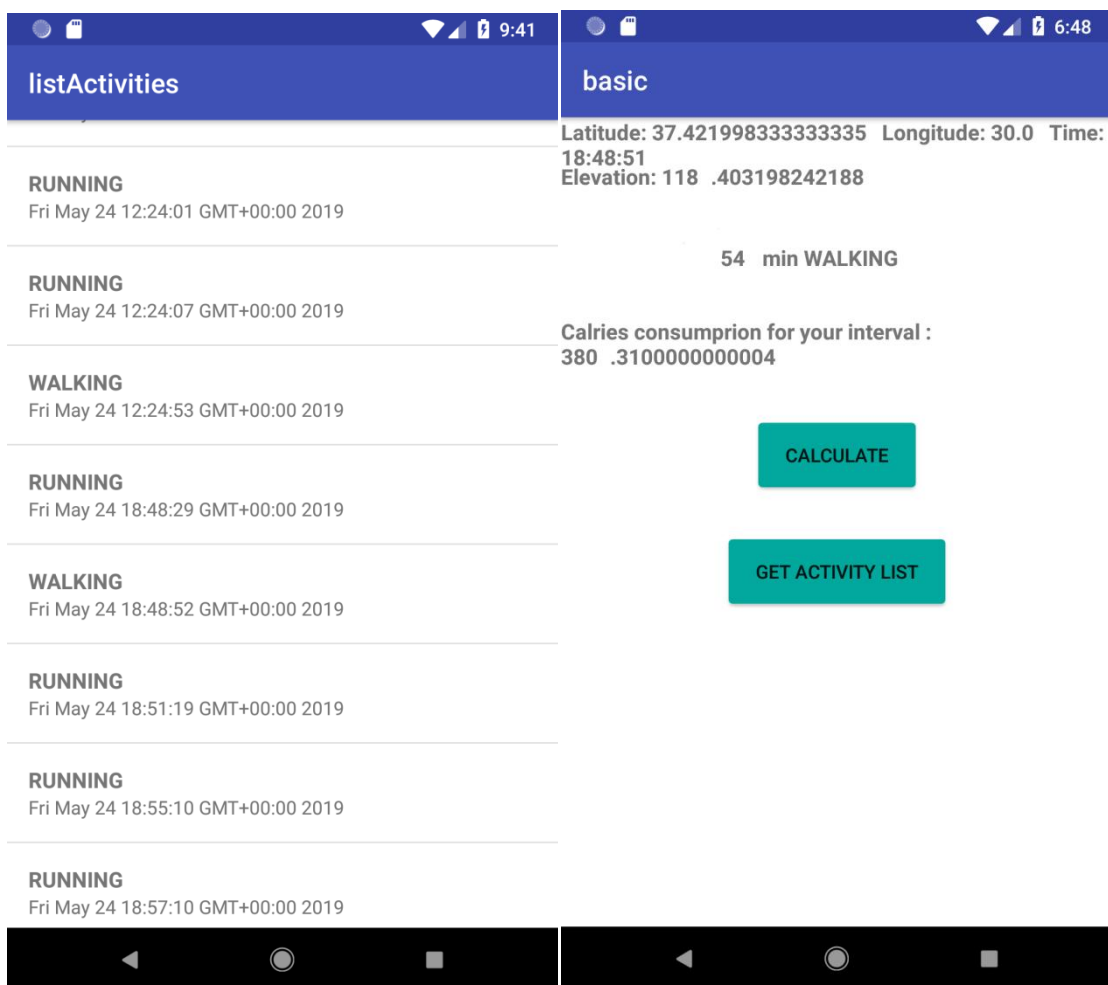 9:41
listActivities
RUNNING
Fri May 24 12:24:01 GMT+00:00 2019
RUNNING
Fri May 24 12:24:07 GMT+00:00 2019
WALKING
Fri May 24 12:24:53 GMT+00:00 2019
RUNNING
Fri May 24 18:48:29 GMT+00:00 2019
WALKING
Fri May 24 18:48:52 GMT+00:00 2019
RUNNING
Fri May 24 18:51:19 GMT+00:00 2019
RUNNING
Fri May 24 18:55:10 GMT+00:00 2019
RUNNING
Fri May 24 18:57:10 GMT+00:00 2019
6:48
basic
Latitude: 37.421998333333335 Longitude: 30.0 Time:
18:48:51
Elevation: 118 .403198242188
54 min WALKING
Calries consumprion for your interval :
380 .3100000000004
CALCULATE
GET ACTIVITY LIST